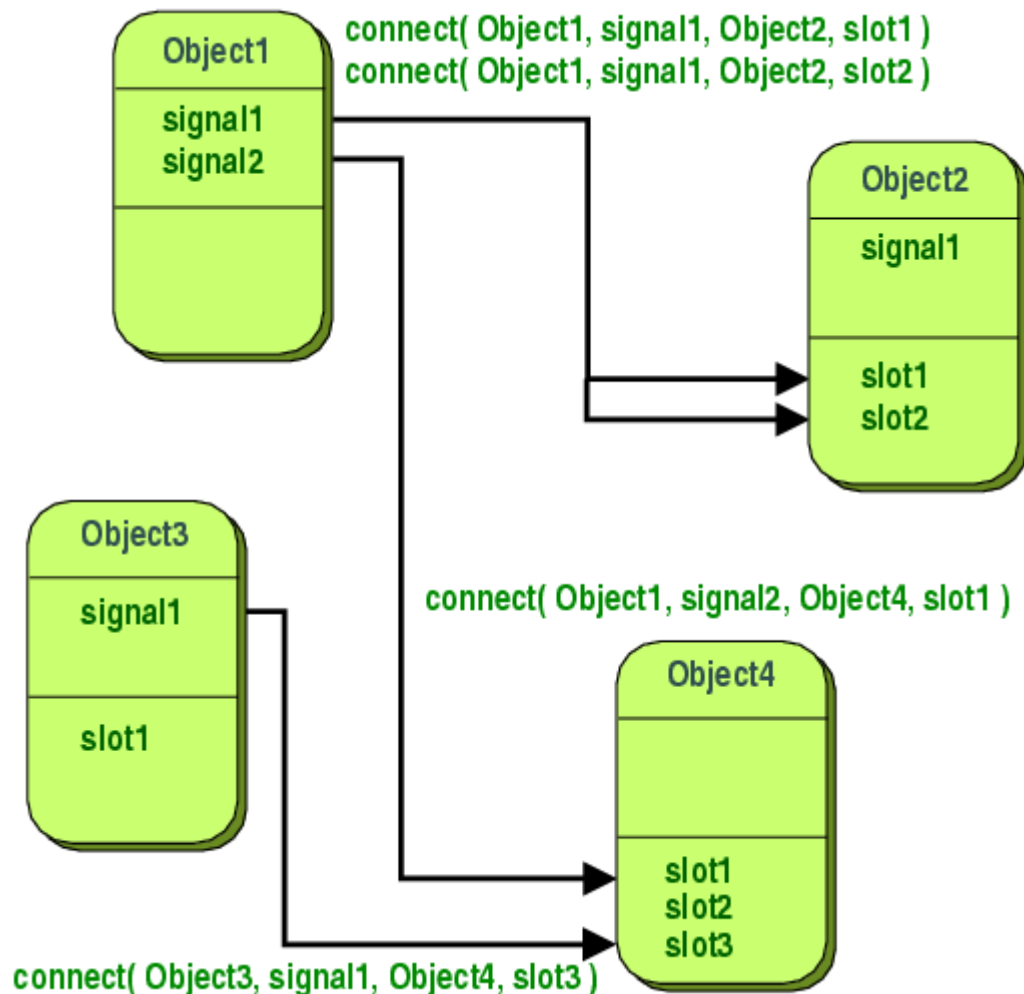 Object1
signal1
signal2
connect( Object1, signal1, Object2, slot1 )
connect( Object1, signal1, Object2, slot2 )
Object2
signal1
slot1
slot2
Object3
signal1
slot1
connect( Object1, signal2, Object4, slot1 )
Object4
slot1
slot2
slot3
connect( Object3, signal1, Object4, slot3 )